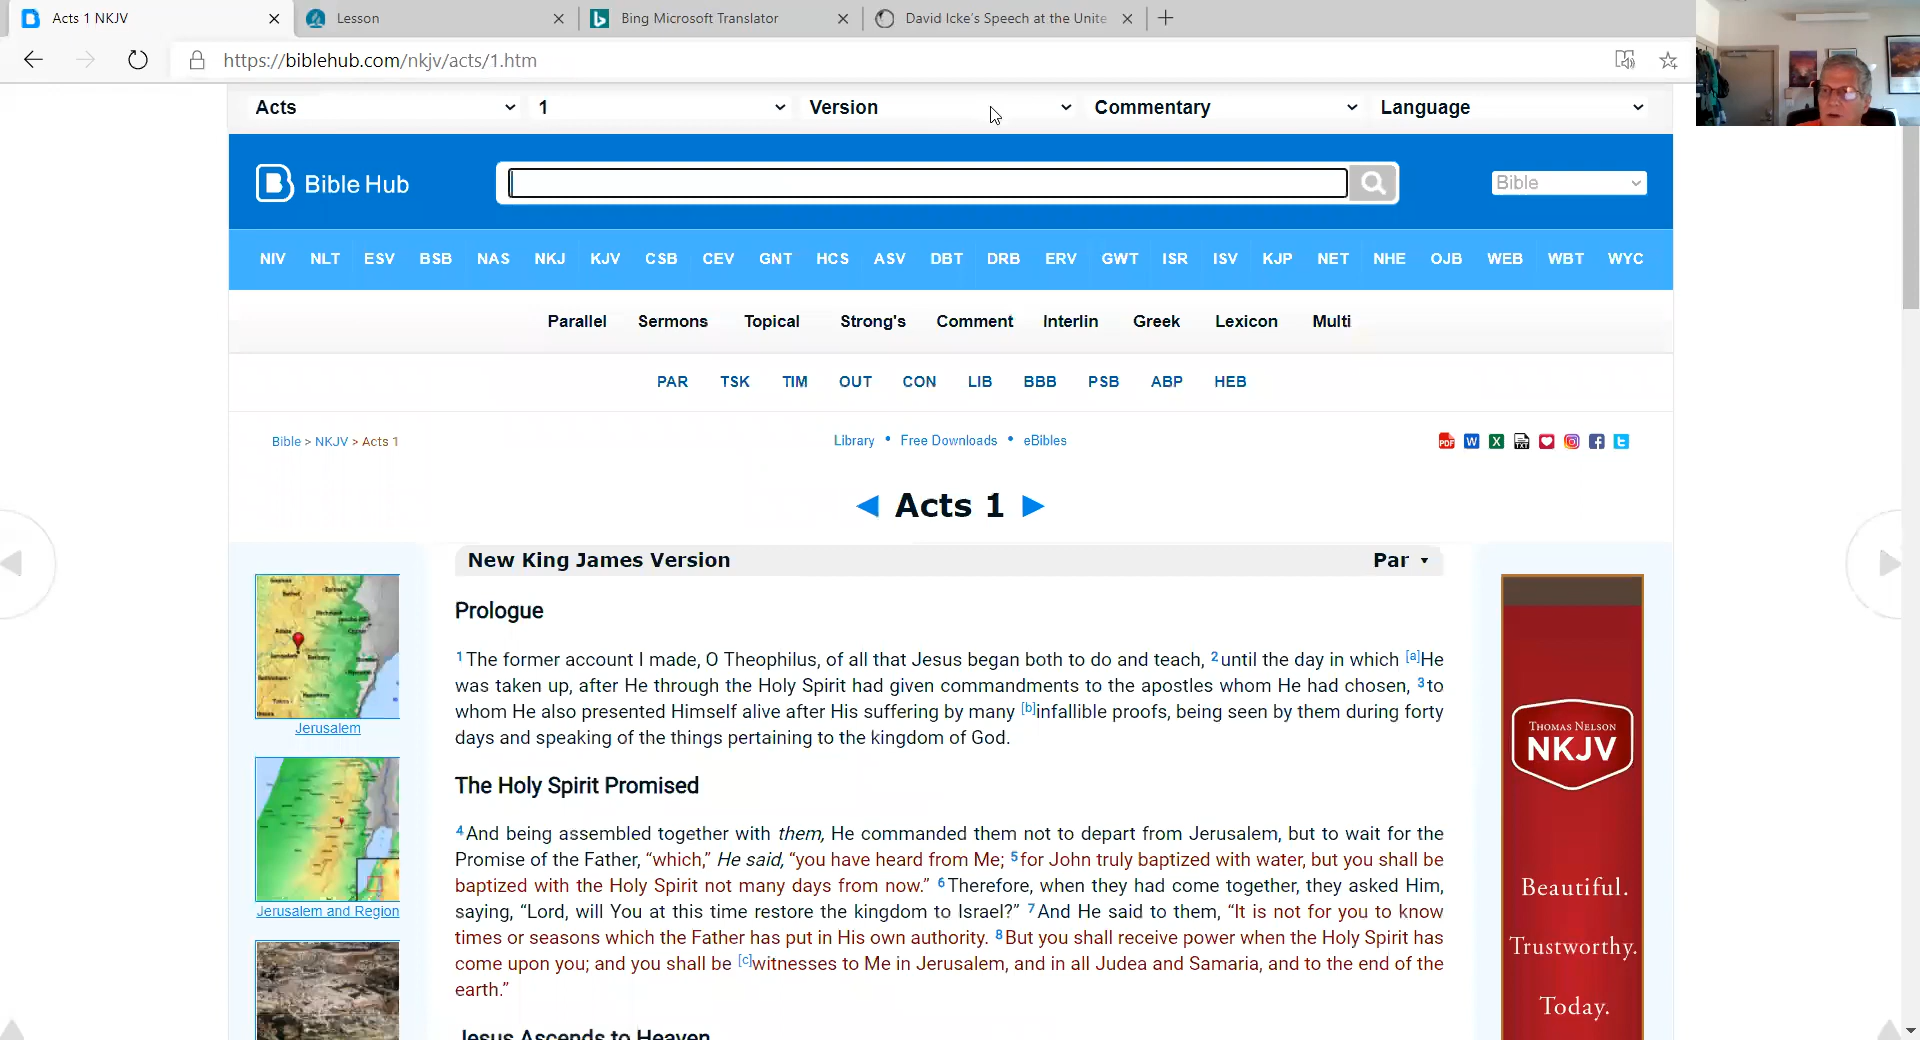 Acts 1 NKJV
Lesson
Bing Microsoft Translator
David Icke's Speech at the Unite
https://biblehub.com/nkjv/acts/1.htm
Acts 1 Version Commentary Language
Bible Hub
Bible
NIV NLT ESV BSB NAS NKJ KJV CSB CEV GNT HCS ASV DBT DRB ERV GWT ISR ISV KJP NET NHE OJB WEB WBT WYC
Parallel Sermons Topical Strong's Comment Interlin Greek Lexicon Multi
PAR TSK TIM OUT CON LIB BBB PSB ABP HEB
Bible > NKJV > Acts 1
Library • Free Downloads • eBibles
◄ Acts 1 ►
New King James Version Par ▾
Prologue
1 The former account I made, O Theophilus, of all that Jesus began both to do and teach, 2 until the day in which [a]He
was taken up, after He through the Holy Spirit had given commandments to the apostles whom He had chosen, 3 to
whom He also presented Himself alive after His suffering by many [b]infallible proofs, being seen by them during forty
days and speaking of the things pertaining to the kingdom of God.
The Holy Spirit Promised
4 And being assembled together with them, He commanded them not to depart from Jerusalem, but to wait for the
Promise of the Father, “which,” He said, “you have heard from Me; 5 for John truly baptized with water, but you shall be
baptized with the Holy Spirit not many days from now.” 6 Therefore, when they had come together, they asked Him,
saying, “Lord, will You at this time restore the kingdom to Israel?” 7 And He said to them, “It is not for you to know
times or seasons which the Father has put in His own authority. 8 But you shall receive power when the Holy Spirit has
come upon you; and you shall be [c]witnesses to Me in Jerusalem, and in all Judea and Samaria, and to the end of the
earth.”
Jesus Ascends to Heaven
Jerusalem
Jerusalem and Region
THOMAS NELSON
NKJV
Beautiful.
Trustworthy.
Today.